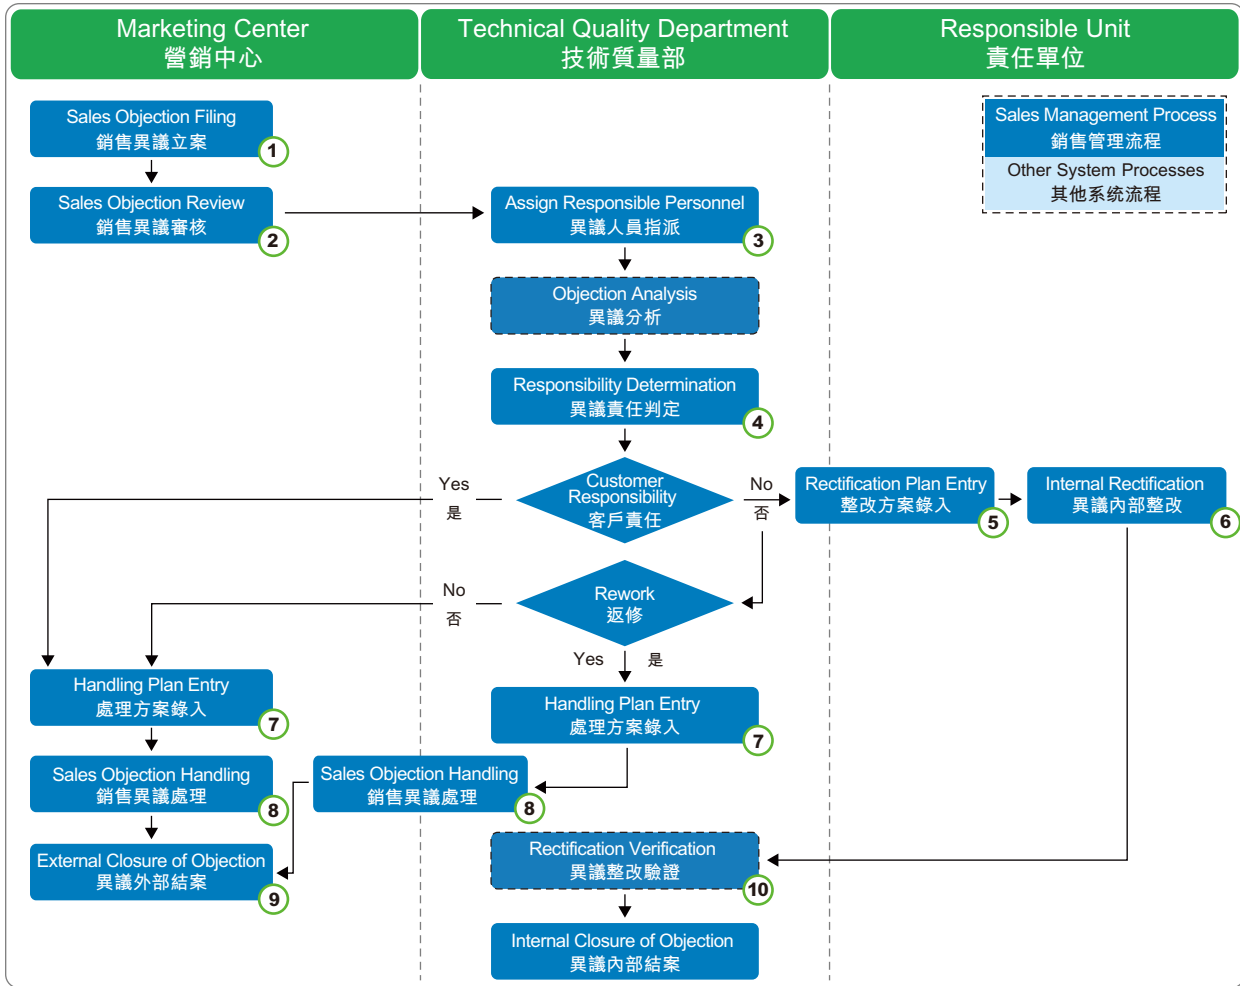 Marketing Center
營銷中心
Technical Quality Department
技術質量部
Responsible Unit
責任單位
Sales Management Process
銷售管理流程
Other System Processes
其他系统流程
Sales Objection Filing
銷售異議立案
1
Sales Objection Review
銷售異議審核
2
Assign Responsible Personnel
異議人員指派
3
Objection Analysis
異議分析
Responsibility Determination
異議責任判定
4
Customer
Responsibility
客戶責任
Yes
是
No
否
Rectification Plan Entry
整改方案錄入
5
Internal Rectification
異議內部整改
6
Rework
返修
No
否
Yes 是
Handling Plan Entry
處理方案錄入
7
Handling Plan Entry
處理方案錄入
7
Sales Objection Handling
銷售異議處理
8
Sales Objection Handling
銷售異議處理
8
External Closure of Objection
異議外部結案
9
Rectification Verification
異議整改驗證
10
Internal Closure of Objection
異議內部結案